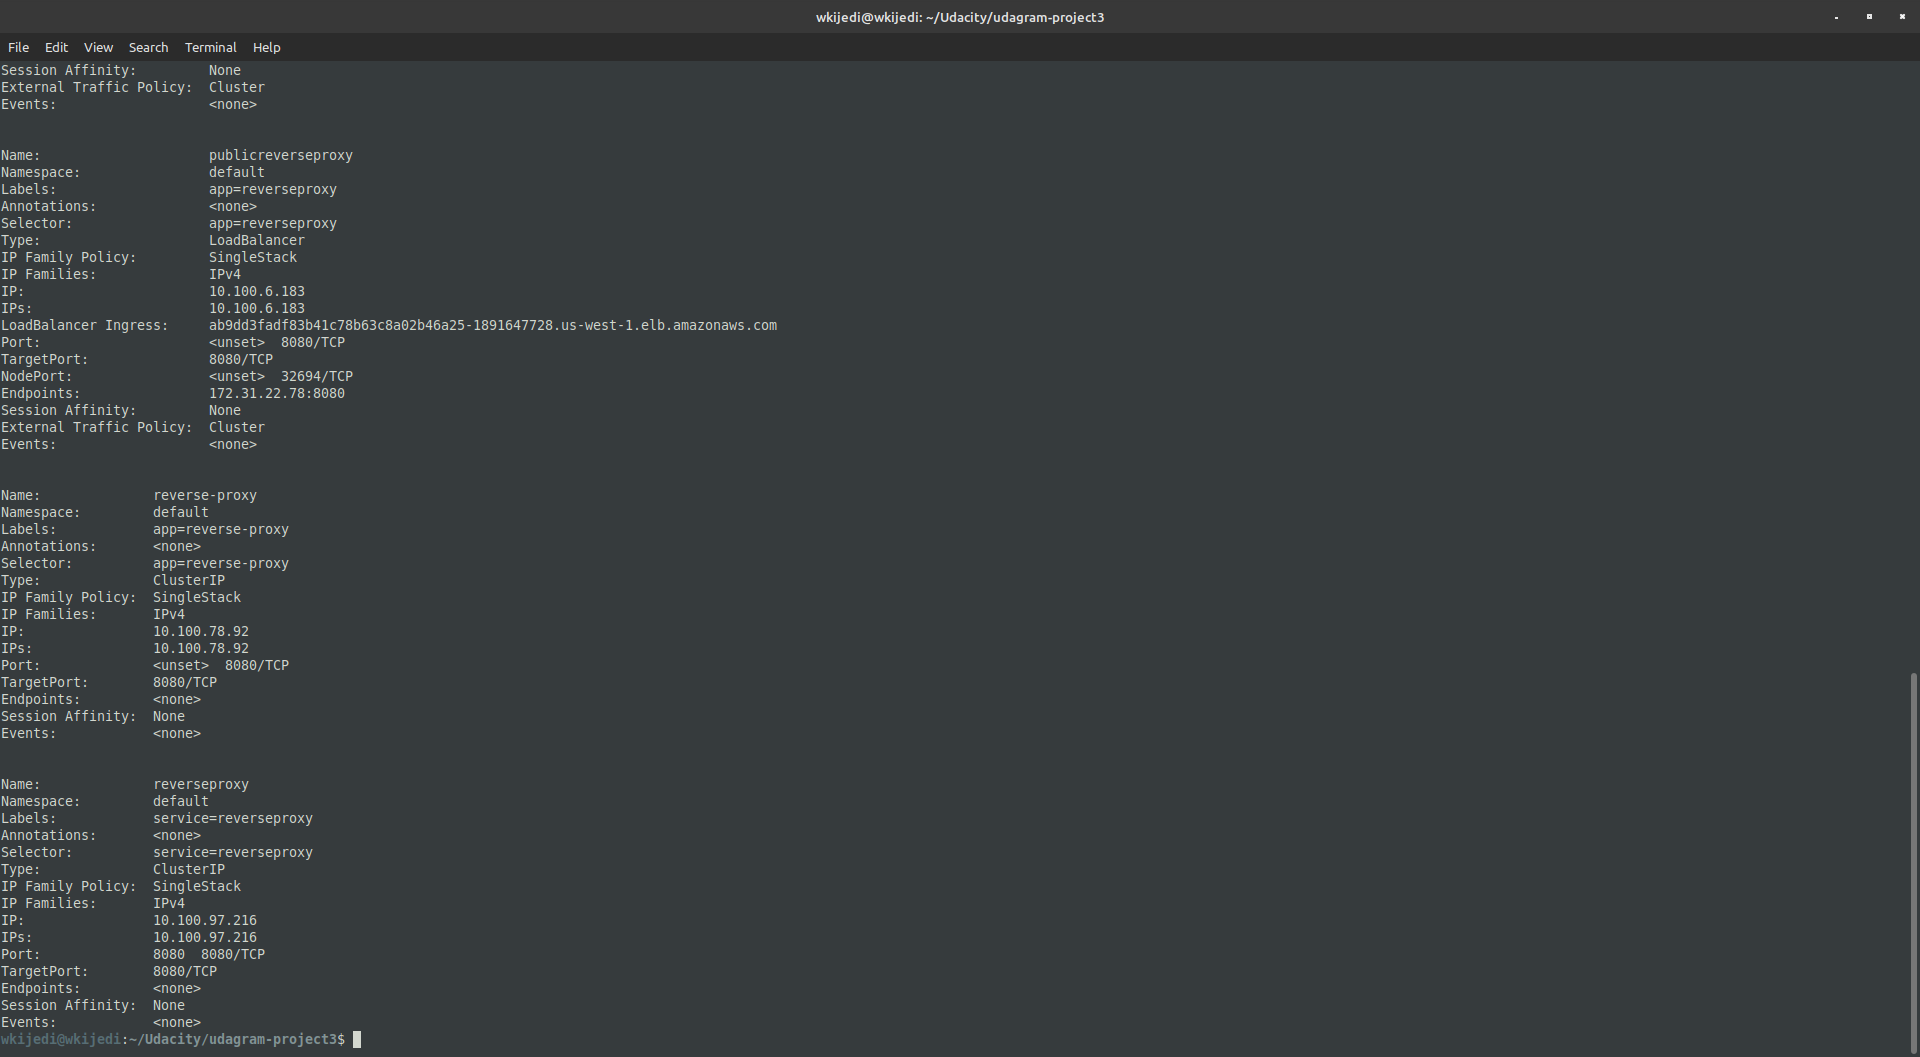 wkijedi@wkijedi: ~/Udacity/udagram-project3
File Edit View Search Terminal Help
Session Affinity:         None
External Traffic Policy:  Cluster
Events:                   <none>
Name:                     publicreverseproxy
Namespace:                default
Labels:                   app=reverseproxy
Annotations:              <none>
Selector:                 app=reverseproxy
Type:                     LoadBalancer
IP Family Policy:         SingleStack
IP Families:              IPv4
IP:                       10.100.6.183
IPs:                      10.100.6.183
LoadBalancer Ingress:     ab9dd3fadf83b41c78b63c8a02b46a25-1891647728.us-west-1.elb.amazonaws.com
Port:                     <unset>  8080/TCP
TargetPort:               8080/TCP
NodePort:                 <unset>  32694/TCP
Endpoints:                172.31.22.78:8080
Session Affinity:         None
External Traffic Policy:  Cluster
Events:                   <none>
Name:              reverse-proxy
Namespace:         default
Labels:            app=reverse-proxy
Annotations:       <none>
Selector:          app=reverse-proxy
Type:              ClusterIP
IP Family Policy:  SingleStack
IP Families:       IPv4
IP:                10.100.78.92
IPs:               10.100.78.92
Port:              <unset>  8080/TCP
TargetPort:        8080/TCP
Endpoints:         <none>
Session Affinity:  None
Events:            <none>
Name:              reverseproxy
Namespace:         default
Labels:            service=reverseproxy
Annotations:       <none>
Selector:          service=reverseproxy
Type:              ClusterIP
IP Family Policy:  SingleStack
IP Families:       IPv4
IP:                10.100.97.216
IPs:               10.100.97.216
Port:              8080  8080/TCP
TargetPort:        8080/TCP
Endpoints:         <none>
Session Affinity:  None
Events:            <none>
wkijedi@wkijedi:~/Udacity/udagram-project3$